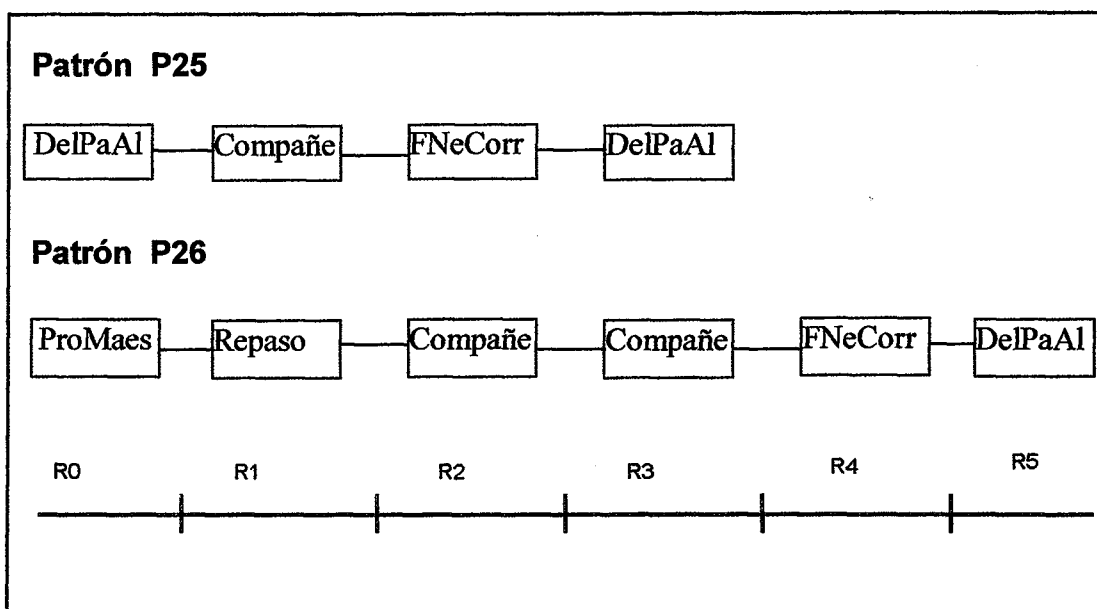 Patrón P25
DelPaAl Compañe FNeCorr DelPaAl
Patrón P26
ProMaes Repaso Compañe Compañe FNeCorr DelPaAl
R0 R1 R2 R3 R4 R5